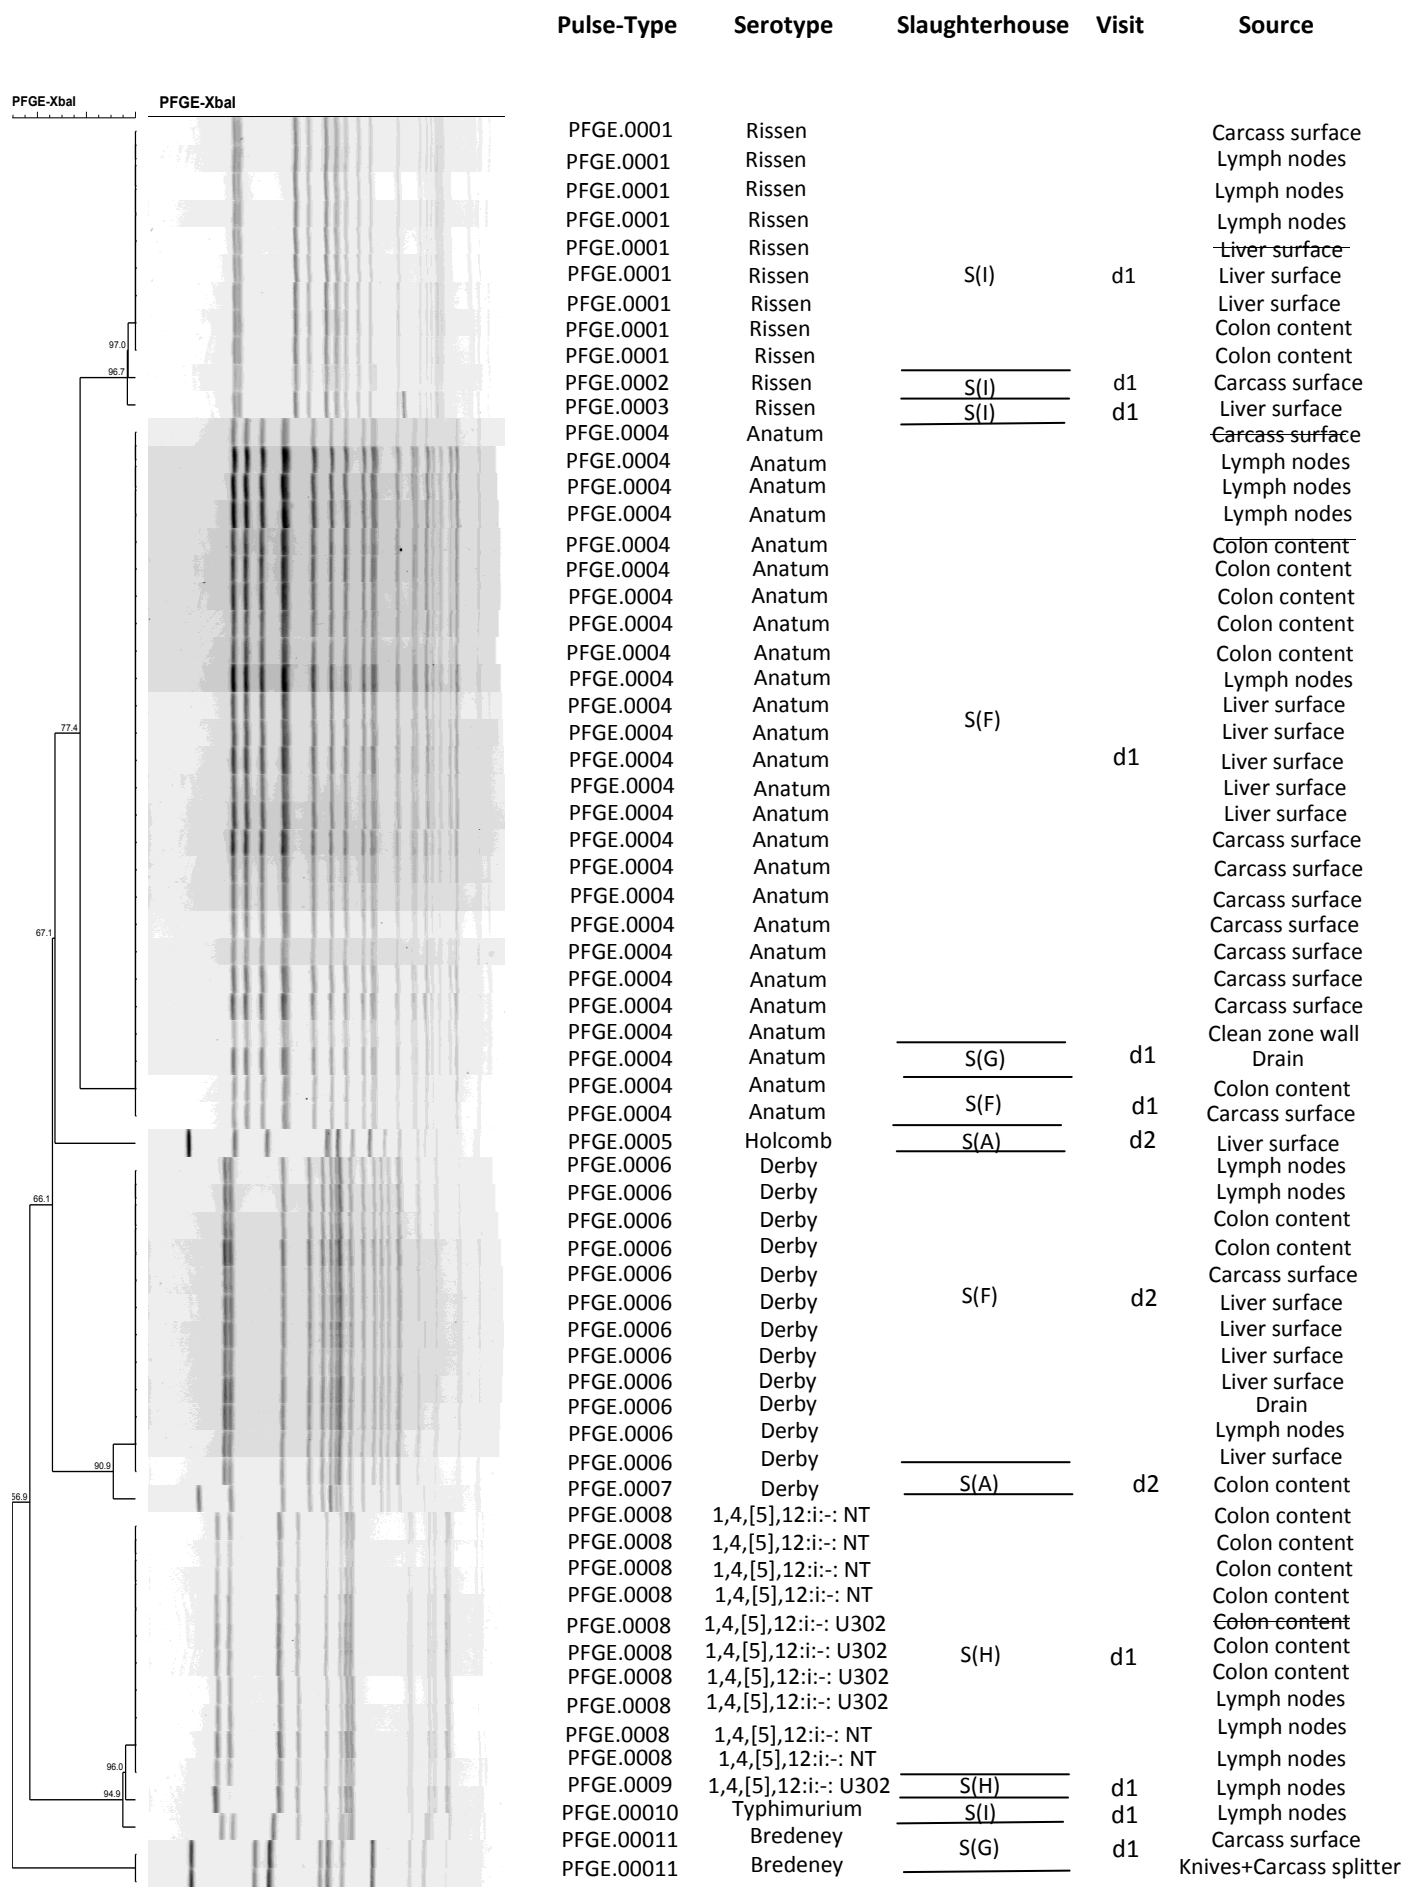 Pulse-Type Serotype Slaughterhouse Visit Source
PFGE-XbaI PFGE-XbaI
PFGE.0001 Rissen Carcass surface
PFGE.0001 Rissen Lymph nodes
PFGE.0001 Rissen Lymph nodes
PFGE.0001 Rissen Lymph nodes
PFGE.0001 Rissen Liver surface
PFGE.0001 Rissen S(I) d1 Liver surface
PFGE.0001 Rissen Liver surface
PFGE.0001 Rissen Colon content
97.0
PFGE.0001 Rissen Colon content
96.7
PFGE.0002 Rissen S(I) d1 Carcass surface
PFGE.0003 Rissen S(I) d1 Liver surface
PFGE.0004 Anatum Carcass surface
PFGE.0004 Anatum Lymph nodes
PFGE.0004 Anatum Lymph nodes
PFGE.0004 Anatum Lymph nodes
PFGE.0004 Anatum Colon content
PFGE.0004 Anatum Colon content
PFGE.0004 Anatum Colon content
PFGE.0004 Anatum Colon content
PFGE.0004 Anatum Colon content
PFGE.0004 Anatum Lymph nodes
PFGE.0004 Anatum S(F) Liver surface
77.4
PFGE.0004 Anatum Liver surface
PFGE.0004 Anatum d1 Liver surface
PFGE.0004 Anatum Liver surface
PFGE.0004 Anatum Liver surface
PFGE.0004 Anatum Carcass surface
PFGE.0004 Anatum Carcass surface
PFGE.0004 Anatum Carcass surface
PFGE.0004 Anatum Carcass surface
67.1
PFGE.0004 Anatum Carcass surface
PFGE.0004 Anatum Carcass surface
PFGE.0004 Anatum Carcass surface
PFGE.0004 Anatum Clean zone wall
PFGE.0004 Anatum S(G) d1 Drain
PFGE.0004 Anatum Colon content
PFGE.0004 Anatum S(F) d1 Carcass surface
PFGE.0005 Holcomb S(A) d2 Liver surface
PFGE.0006 Derby Lymph nodes
PFGE.0006 Derby Lymph nodes
66.1
PFGE.0006 Derby Colon content
PFGE.0006 Derby Colon content
PFGE.0006 Derby Carcass surface
PFGE.0006 Derby S(F) d2 Liver surface
PFGE.0006 Derby Liver surface
PFGE.0006 Derby Liver surface
PFGE.0006 Derby Liver surface
PFGE.0006 Derby Drain
PFGE.0006 Derby Lymph nodes
90.9
PFGE.0006 Derby Liver surface
PFGE.0007 Derby S(A) d2 Colon content
56.9
PFGE.0008 1,4,[5],12:i:-: NT Colon content
PFGE.0008 1,4,[5],12:i:-: NT Colon content
PFGE.0008 1,4,[5],12:i:-: NT Colon content
PFGE.0008 1,4,[5],12:i:-: NT Colon content
PFGE.0008 1,4,[5],12:i:-: U302 Colon content
PFGE.0008 1,4,[5],12:i:-: U302 S(H) d1 Colon content
PFGE.0008 1,4,[5],12:i:-: U302 Colon content
PFGE.0008 1,4,[5],12:i:-: U302 Lymph nodes
PFGE.0008 1,4,[5],12:i:-: NT Lymph nodes
PFGE.0008 1,4,[5],12:i:-: NT Lymph nodes
96.0
PFGE.0009 1,4,[5],12:i:-: U302 S(H) d1 Lymph nodes
94.9
PFGE.00010 Typhimurium S(I) d1 Lymph nodes
PFGE.00011 Bredeney S(G) d1 Carcass surface
PFGE.00011 Bredeney Knives+Carcass splitter